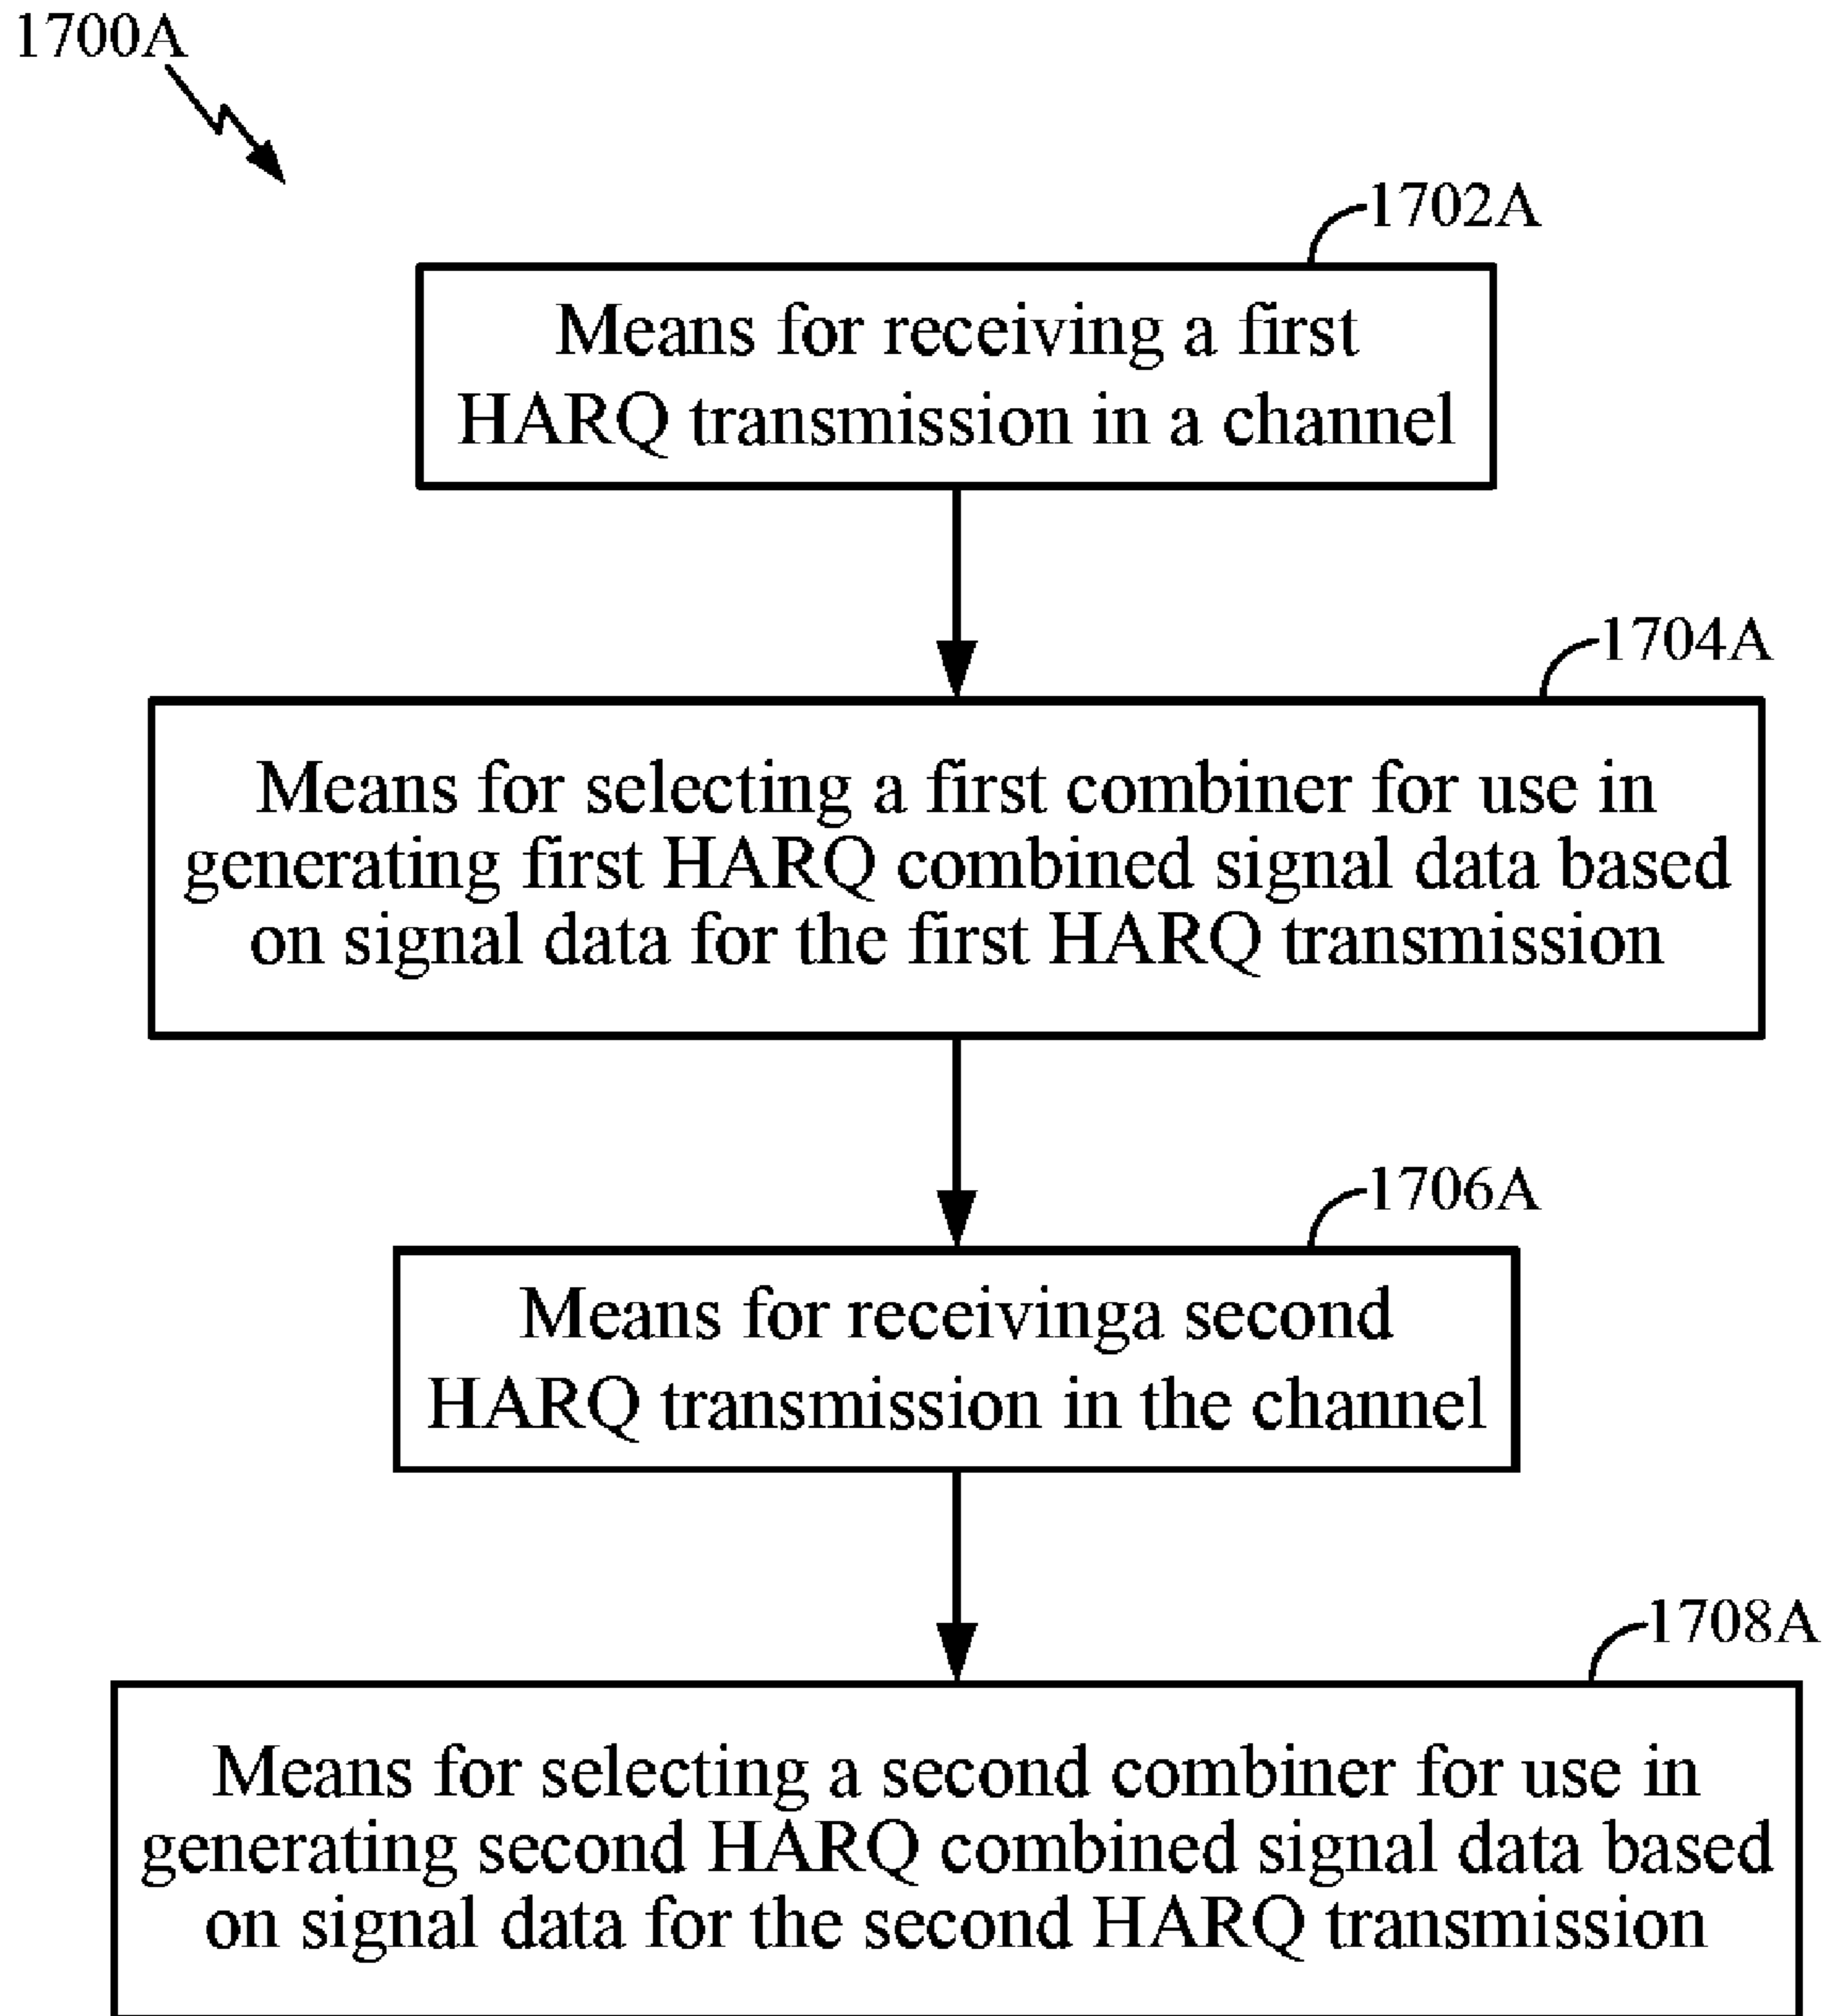 1700A
1702A
Means for receiving a first
HARQ transmission in a channel
1704A
Means for selecting a first combiner for use in
generating first HARQ combined signal data based
on signal data for the first HARQ transmission
1706A
Means for receivinga second
HARQ transmission in the channel
1708A
Means for selecting a second combiner for use in
generating second HARQ combined signal data based
on signal data for the second HARQ transmission